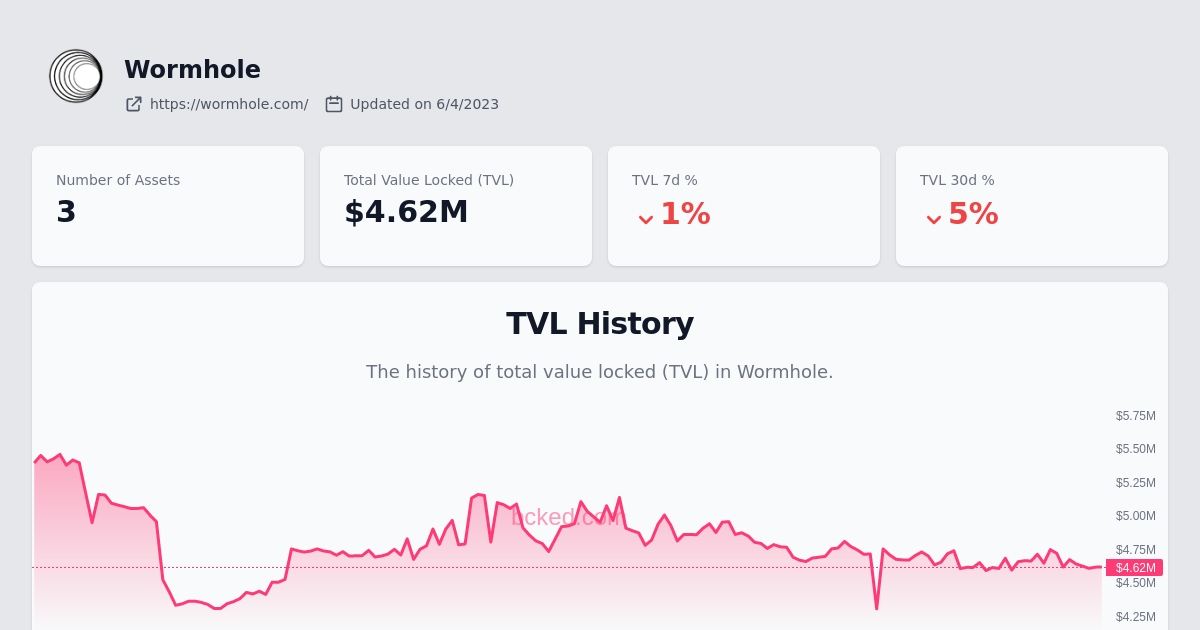 Wormhole
https://wormhole.com/ Updated on 6/4/2023
Number of Assets
3
Total Value Locked (TVL)
$4.62M
TVL 7d %
1%
TVL 30d %
5%
TVL History
The history of total value locked (TVL) in Wormhole.
$5.75M
$5.50M
$5.25M
$5.00M
bcked.com
$4.75M
$4.62M
$4.50M
$4.25M